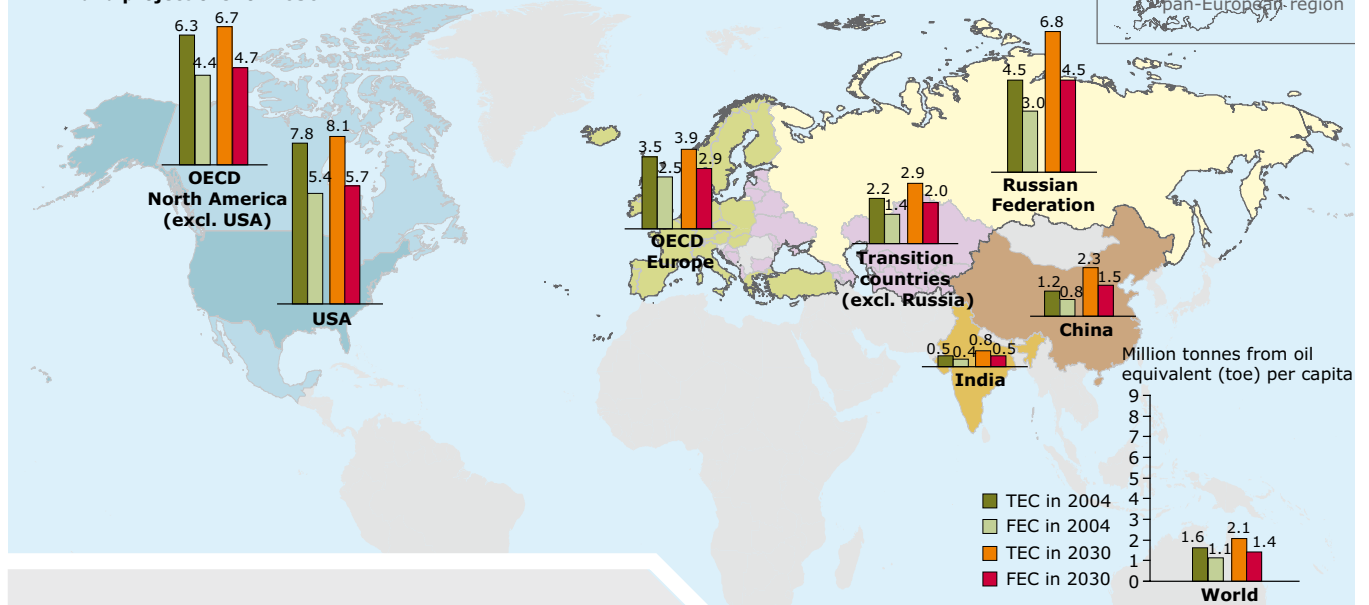 pan-European region
6.3
4.4
6.7
4.7
OECD
North America
(excl. USA)
7.8
5.4
8.1
5.7
USA
3.5
2.5
3.9
2.9
OECD
Europe
2.2
1.4
2.9
2.0
Transition
countries
(excl. Russia)
4.5
3.0
6.8
4.5
Russian
Federation
1.2
0.8
2.3
1.5
China
0.5
0.4
0.8
0.5
India
Million tonnes from oil
equivalent (toe) per capita
9
8
7
6
5
4
3
2
1
0
1.6
1.1
2.1
1.4
World
TEC in 2004
FEC in 2004
TEC in 2030
FEC in 2030